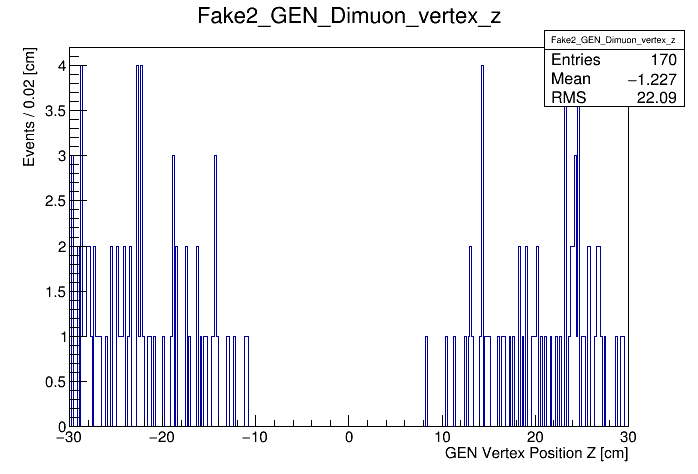 Fake2_GEN_Dimuon_vertex_z
Fake2_GEN_Dimuon_vertex_z
Entries 170
Mean −1.227
RMS 22.09
Events / 0.02 [cm]
4
3.5
3
2.5
2
1.5
1
0.5
0
−30 −20 −10 0 10 20 30
GEN Vertex Position Z [cm]